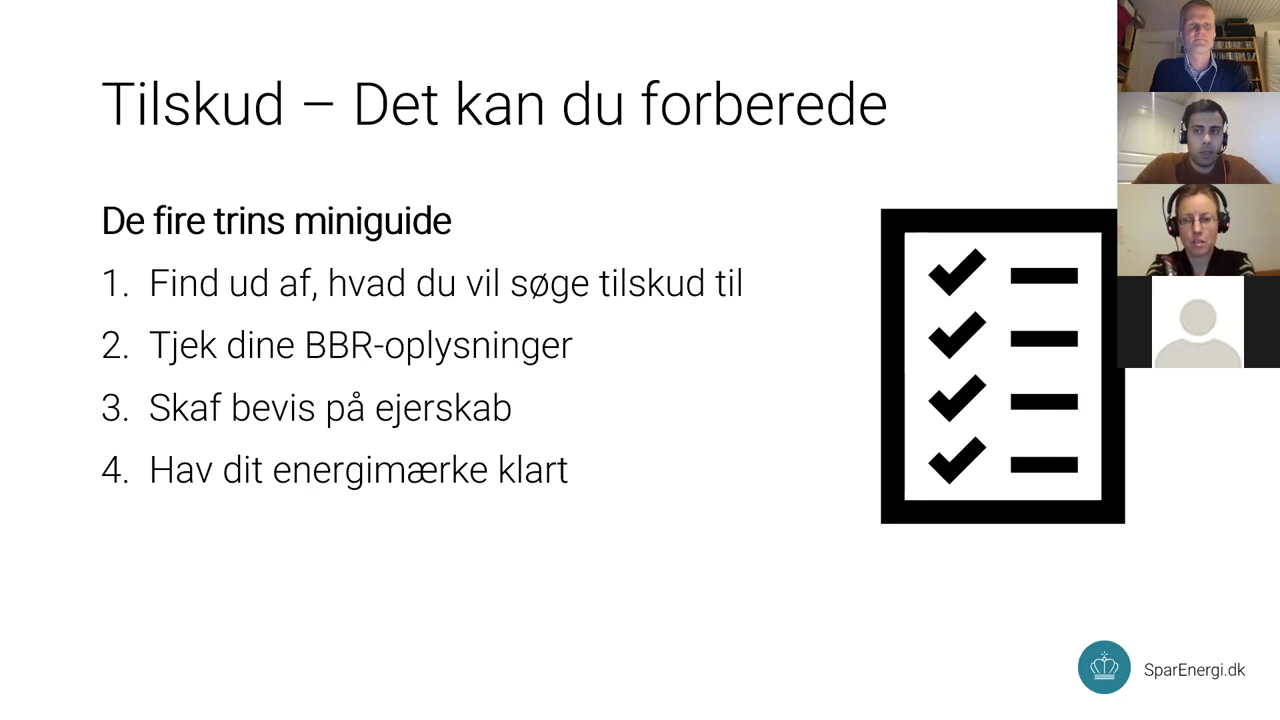 Tilskud – Det kan du forberede
De fire trins miniguide
1. Find ud af, hvad du vil søge tilskud til
2. Tjek dine BBR-oplysninger
3. Skaf bevis på ejerskab
4. Hav dit energimærke klart
SparEnergi.dk